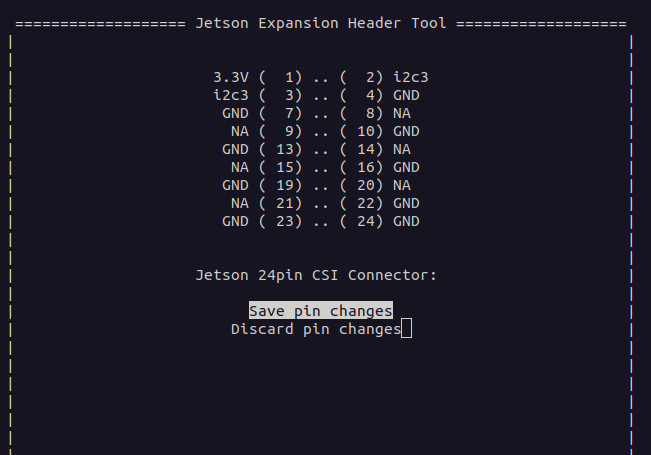 =================== Jetson Expansion Header Tool ===================
3.3V (  1) .. (  2) i2c3
i2c3 (  3) .. (  4) GND
GND (  7) .. (  8) NA
NA (  9) .. ( 10) GND
GND ( 13) .. ( 14) NA
NA ( 15) .. ( 16) GND
GND ( 19) .. ( 20) NA
NA ( 21) .. ( 22) GND
GND ( 23) .. ( 24) GND
Jetson 24pin CSI Connector:
Save pin changes
Discard pin changes